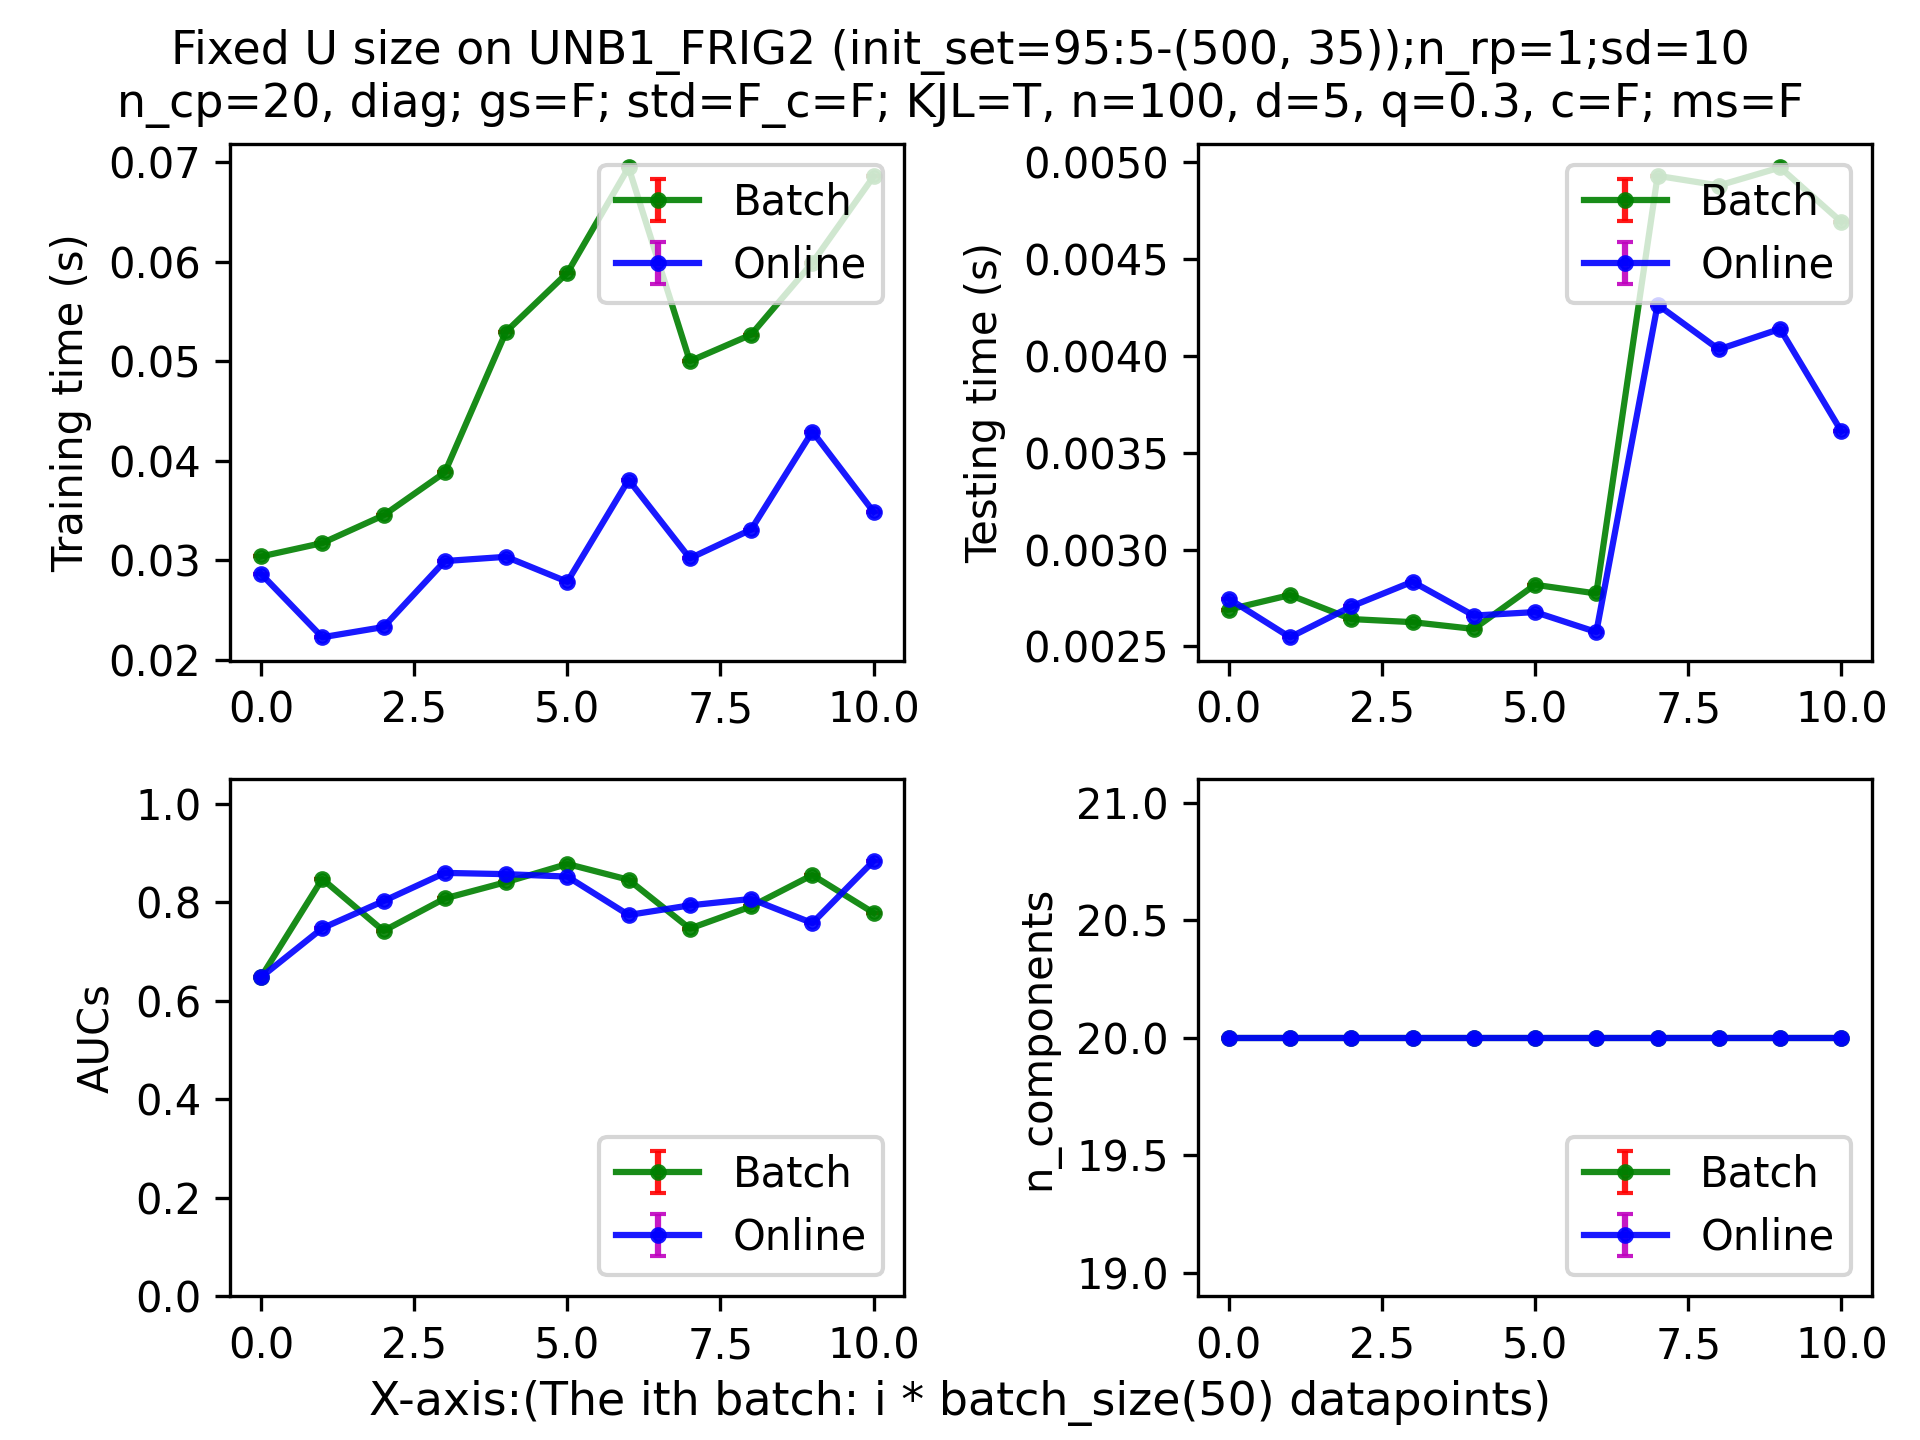 Fixed U size on UNB1_FRIG2 (init_set=95:5-(500, 35));n_rp=1;sd=10
n_cp=20, diag; gs=F; std=F_c=F; KJL=T, n=100, d=5, q=0.3, c=F; ms=F
Training time (s)
0.07
0.06
0.05
0.04
0.03
0.02
0.0 2.5 5.0 7.5 10.0
Batch
Online
Testing time (s)
0.0050
0.0045
0.0040
0.0035
0.0030
0.0025
0.0 2.5 5.0 7.5 10.0
Batch
Online
AUCs
1.0
0.8
0.6
0.4
0.2
0.0
0.0 2.5 5.0 7.5 10.0
Batch
Online
n_components
21.0
20.5
20.0
19.5
19.0
0.0 2.5 5.0 7.5 10.0
Batch
Online
X-axis:(The ith batch: i * batch_size(50) datapoints)